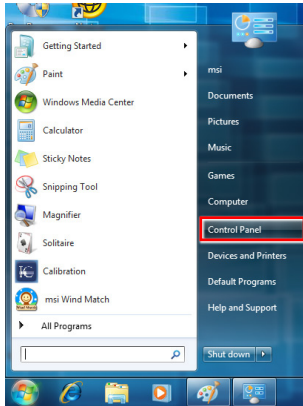 Getting Started
Paint
Windows Media Center
Calculator
Sticky Notes
Snipping Tool
Magnifier
Solitaire
Calibration
msi Wind Match
All Programs
msi
Documents
Pictures
Music
Games
Computer
Control Panel
Devices and Printers
Default Programs
Help and Support
Shut down